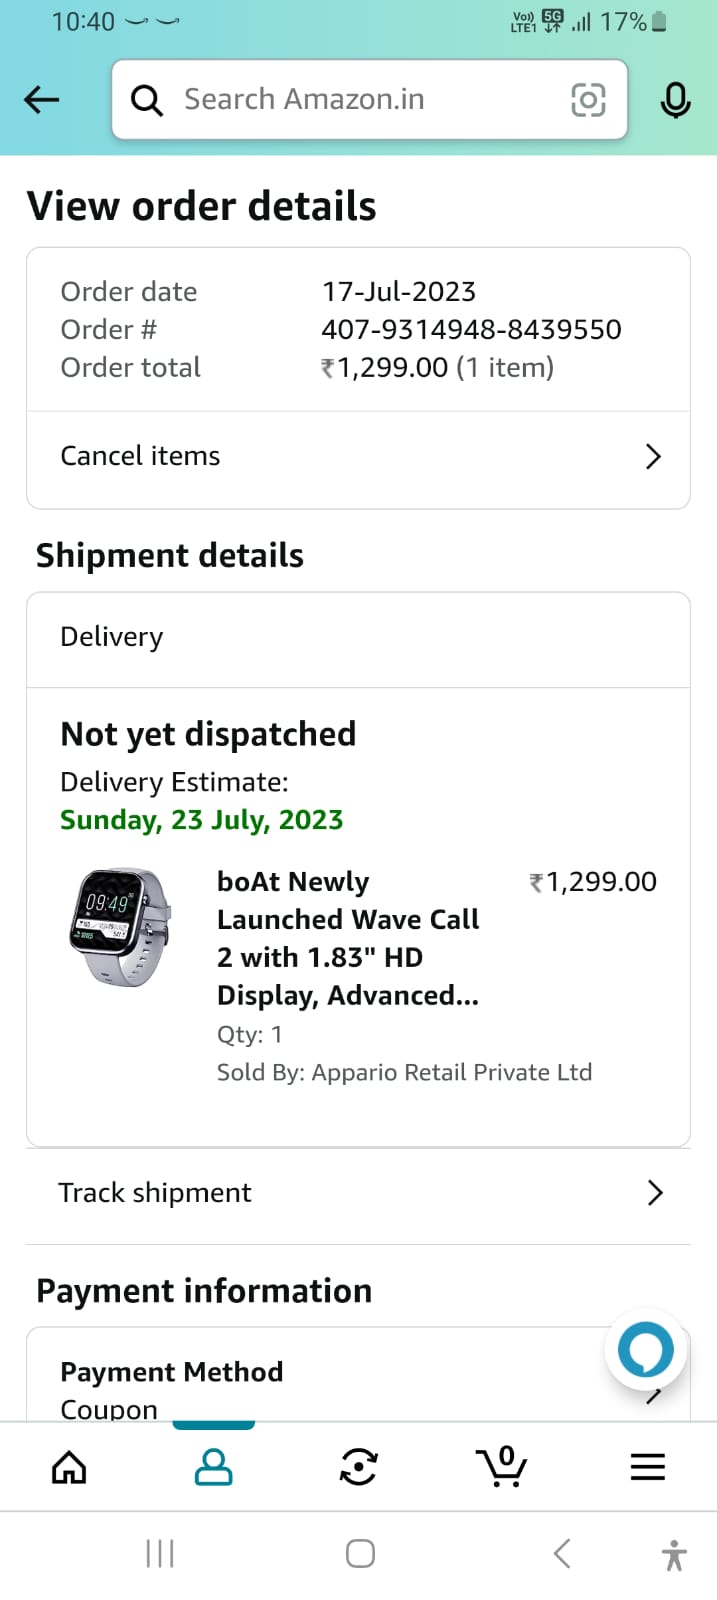 10:40
Vo)) LTE1 5G 17%
Search Amazon.in
View order details
Order date 17-Jul-2023
Order # 407-9314948-8439550
Order total ₹1,299.00 (1 item)
Cancel items
Shipment details
Delivery
Not yet dispatched
Delivery Estimate:
Sunday, 23 July, 2023
09:49
boAt Newly ₹1,299.00
Launched Wave Call
2 with 1.83" HD
Display, Advanced...
Qty: 1
Sold By: Appario Retail Private Ltd
Track shipment
Payment information
Payment Method
Coupon
0